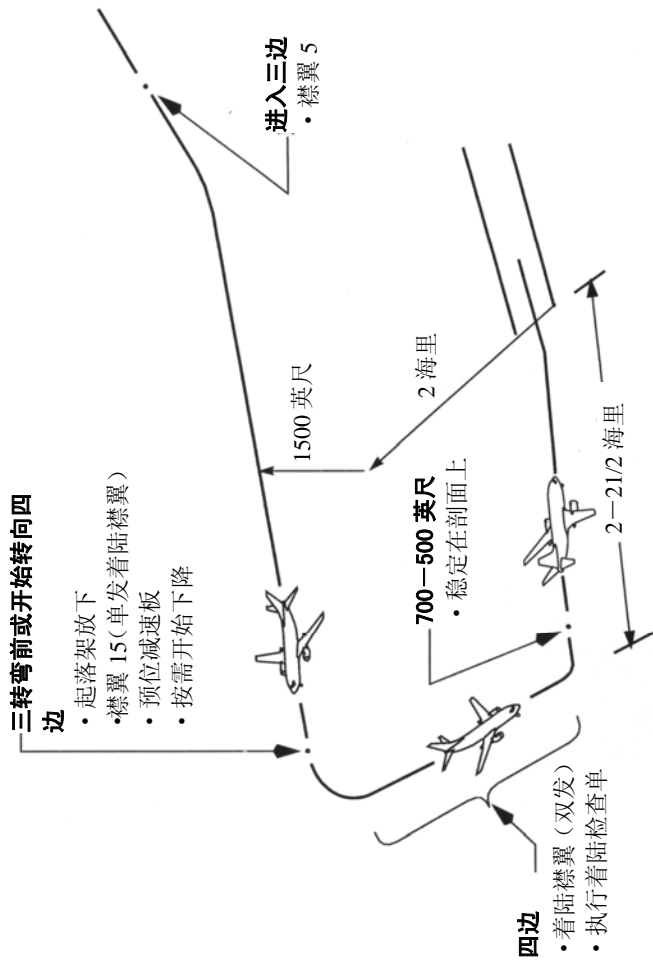 三转弯前或开始转向四
边
• 起落架放下
•襟翼 15(单发着陆襟翼)
• 预位减速板
• 按需开始下降
进入三边
• 襟翼 5
1500 英尺
2 海里
700－500 英尺
• 稳定在剖面上
2－21/2 海里
四边
•着陆襟翼（双发）
• 执行着陆检查单